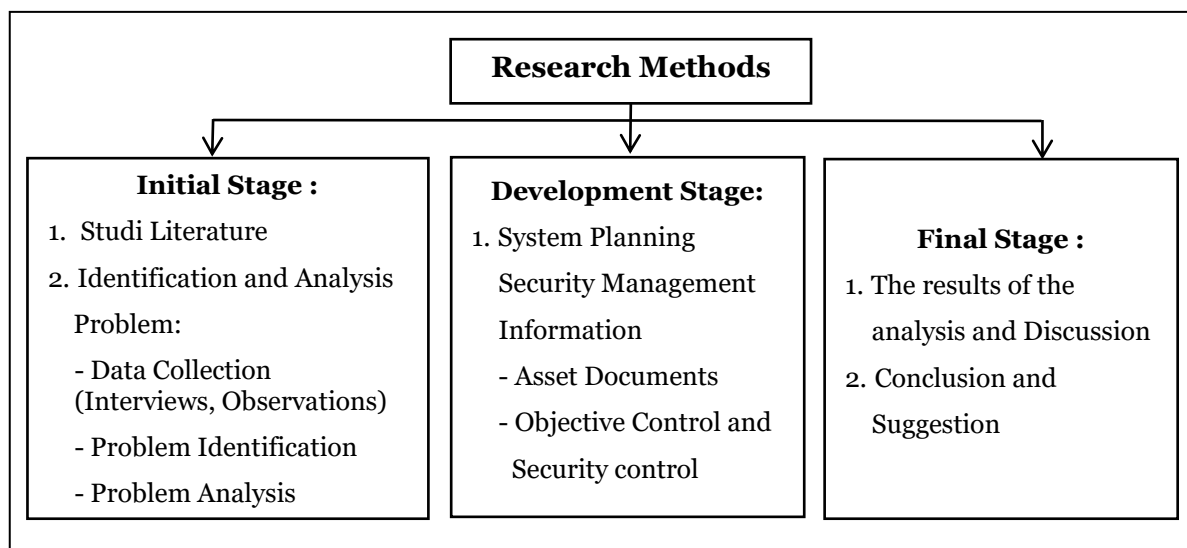 Research Methods
Initial Stage :
1. Studi Literature
2. Identification and Analysis
Problem:
- Data Collection
(Interviews, Observations)
- Problem Identification
- Problem Analysis
Development Stage:
1. System Planning
Security Management
Information
- Asset Documents
- Objective Control and
Security control
Final Stage :
1. The results of the
analysis and Discussion
2. Conclusion and
Suggestion